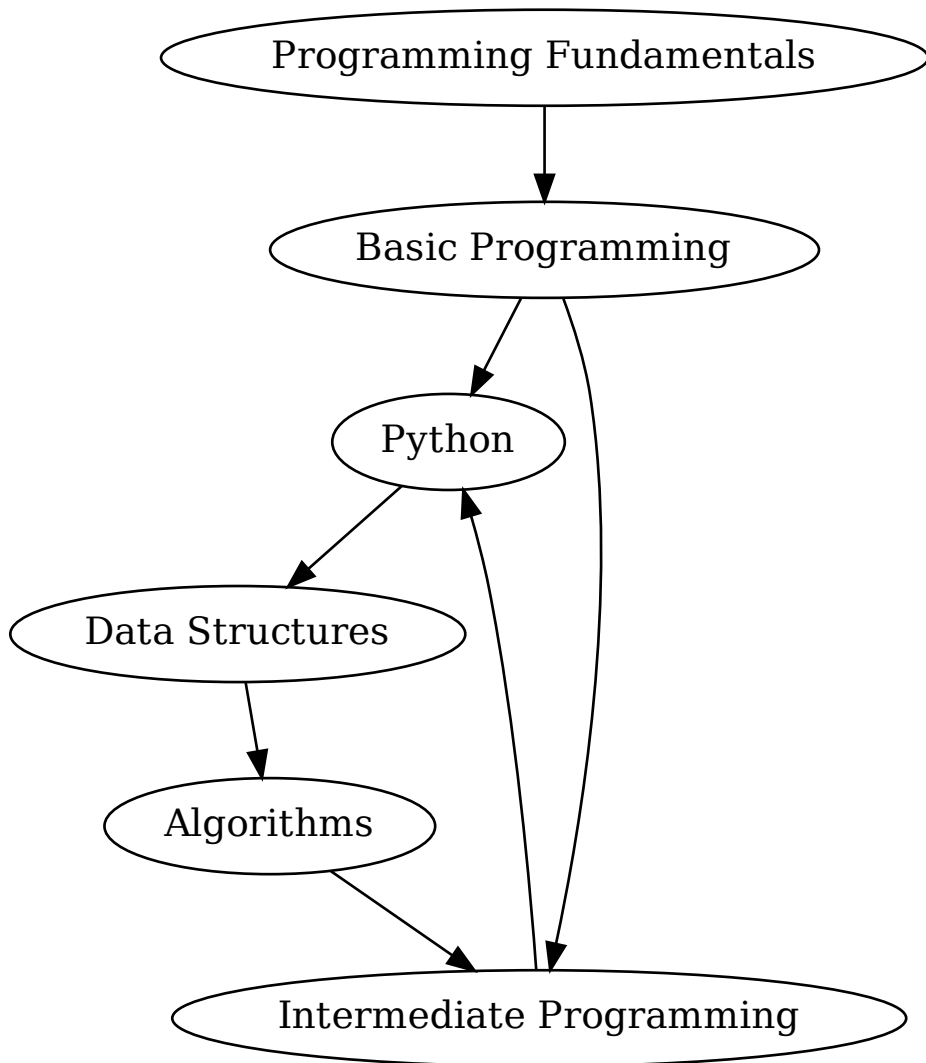 Programming Fundamentals
Basic Programming
Python
Data Structures
Algorithms
Intermediate Programming